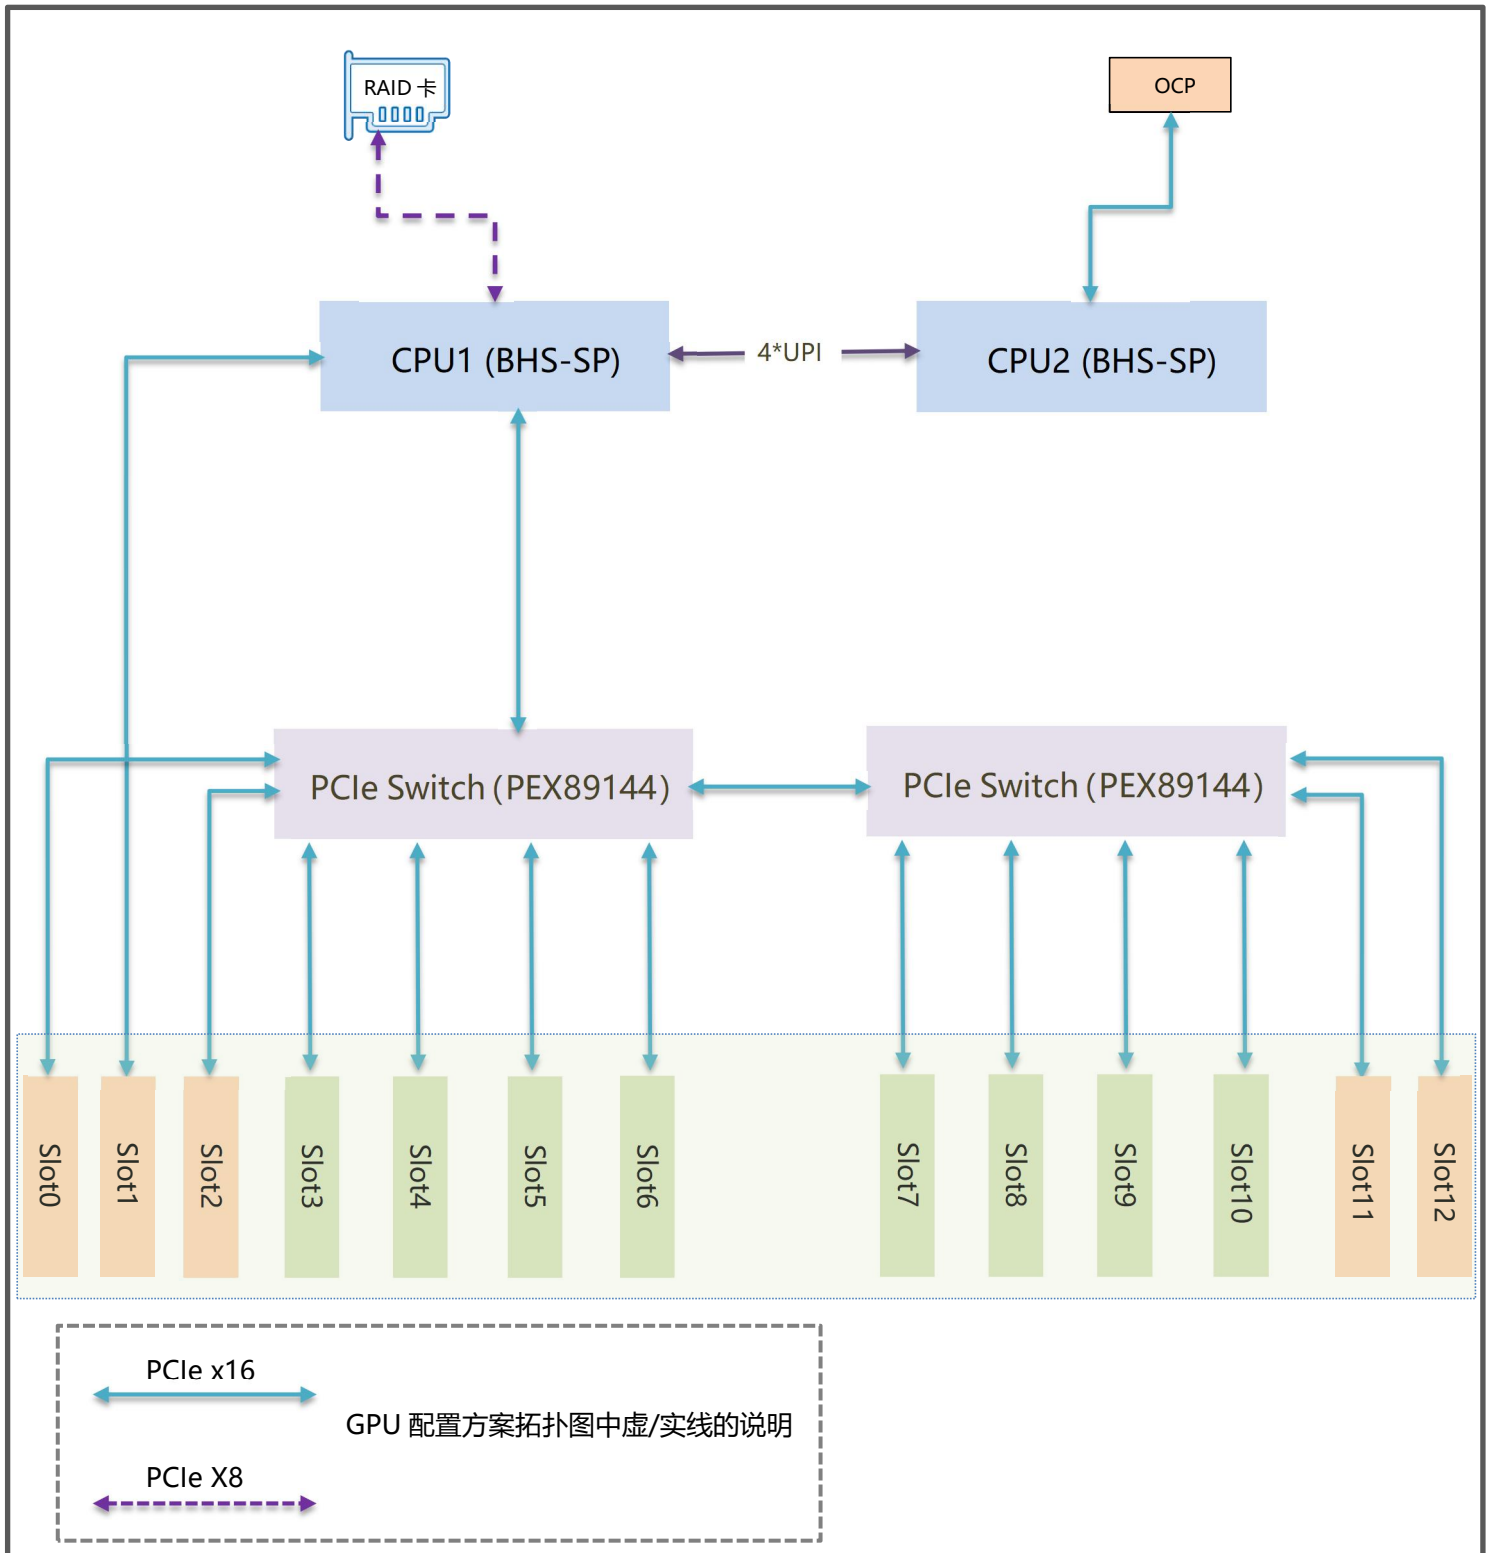 RAID 卡
OCP
CPU1 (BHS-SP)
4*UPI
CPU2 (BHS-SP)
PCIe Switch (PEX89144)
PCIe Switch (PEX89144)
Slot0
Slot1
Slot2
Slot3
Slot4
Slot5
Slot6
Slot7
Slot8
Slot9
Slot10
Slot11
Slot12
PCIe x16
GPU 配置方案拓扑图中虚/实线的说明
PCIe X8